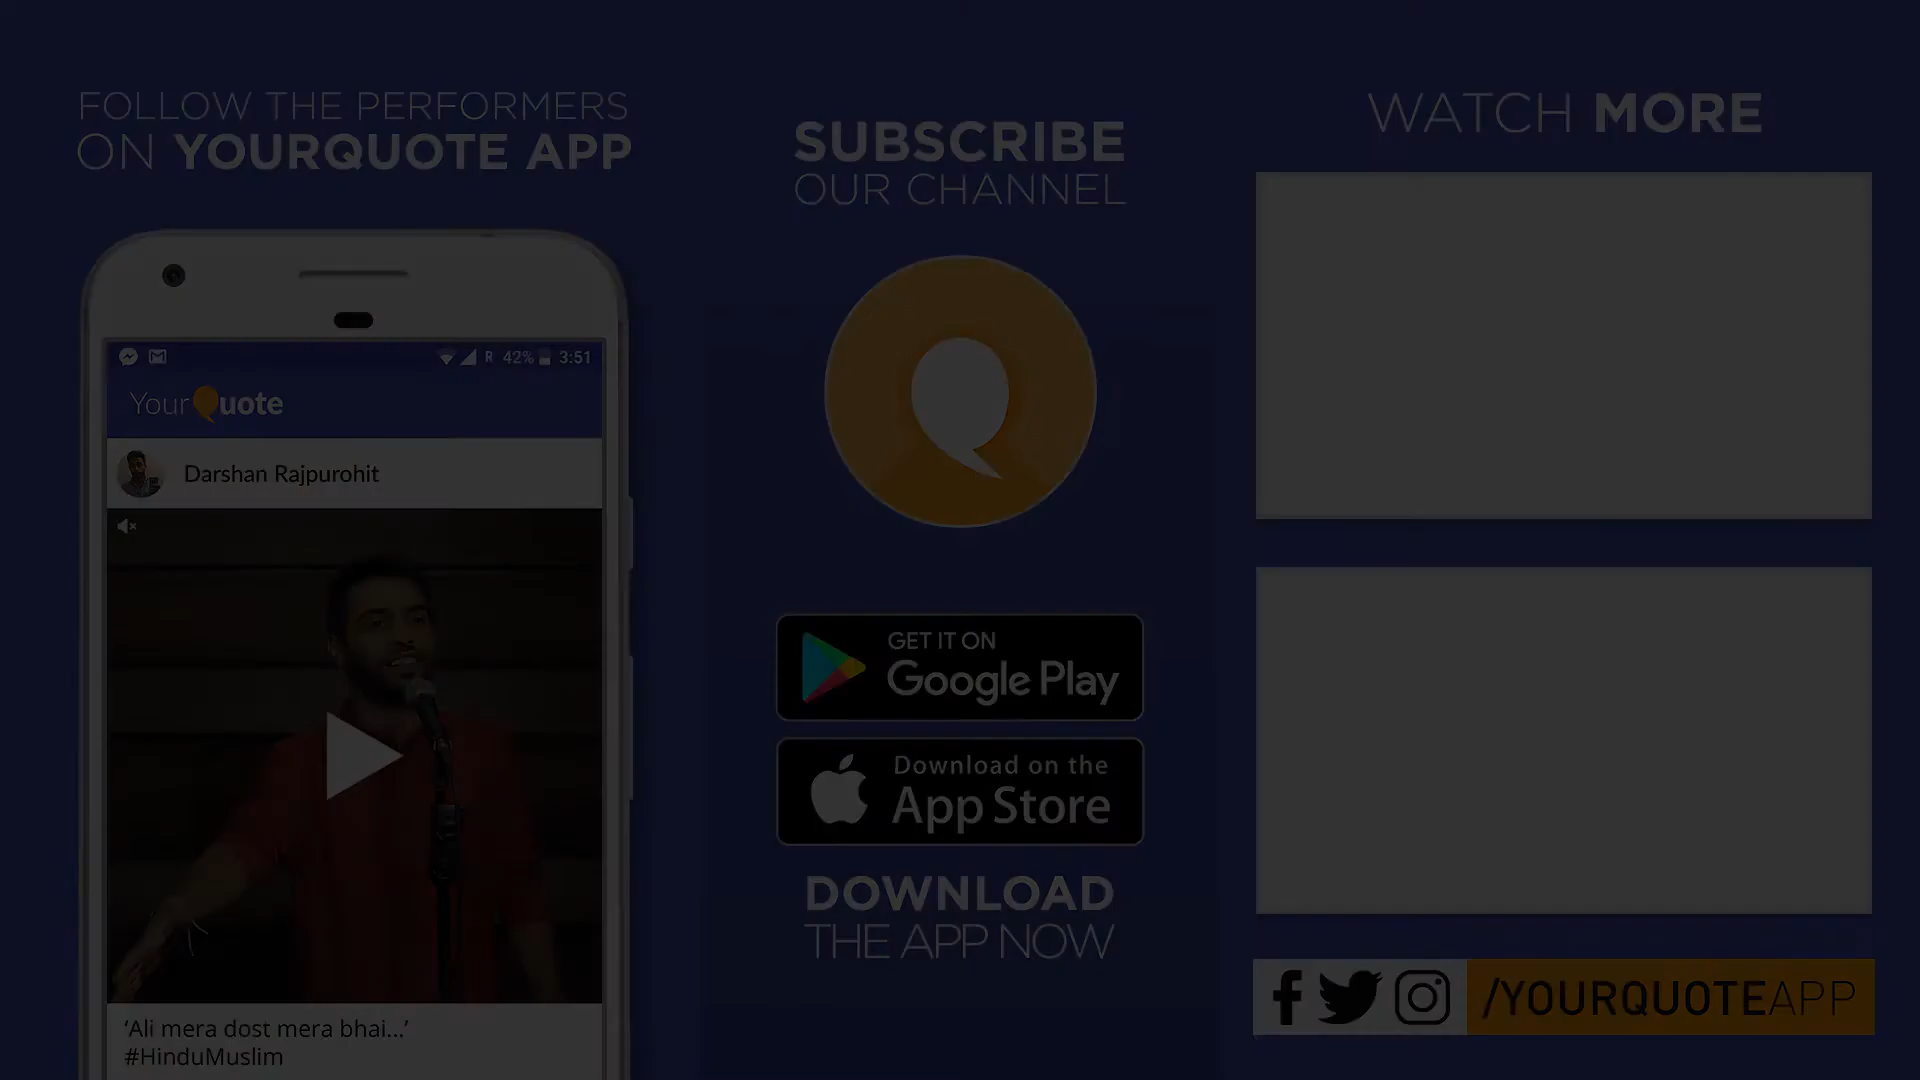 FOLLOW THE PERFORMERS
ON YOURQUOTE APP
R 42% 3:51
YourQuote
Darshan Rajpurohit
'Ali mera dost mera bhai...'
#HinduMuslim
SUBSCRIBE
OUR CHANNEL
GET IT ON
Google Play
Download on the
App Store
DOWNLOAD
THE APP NOW
WATCH MORE
/YOURQUOTEAPP